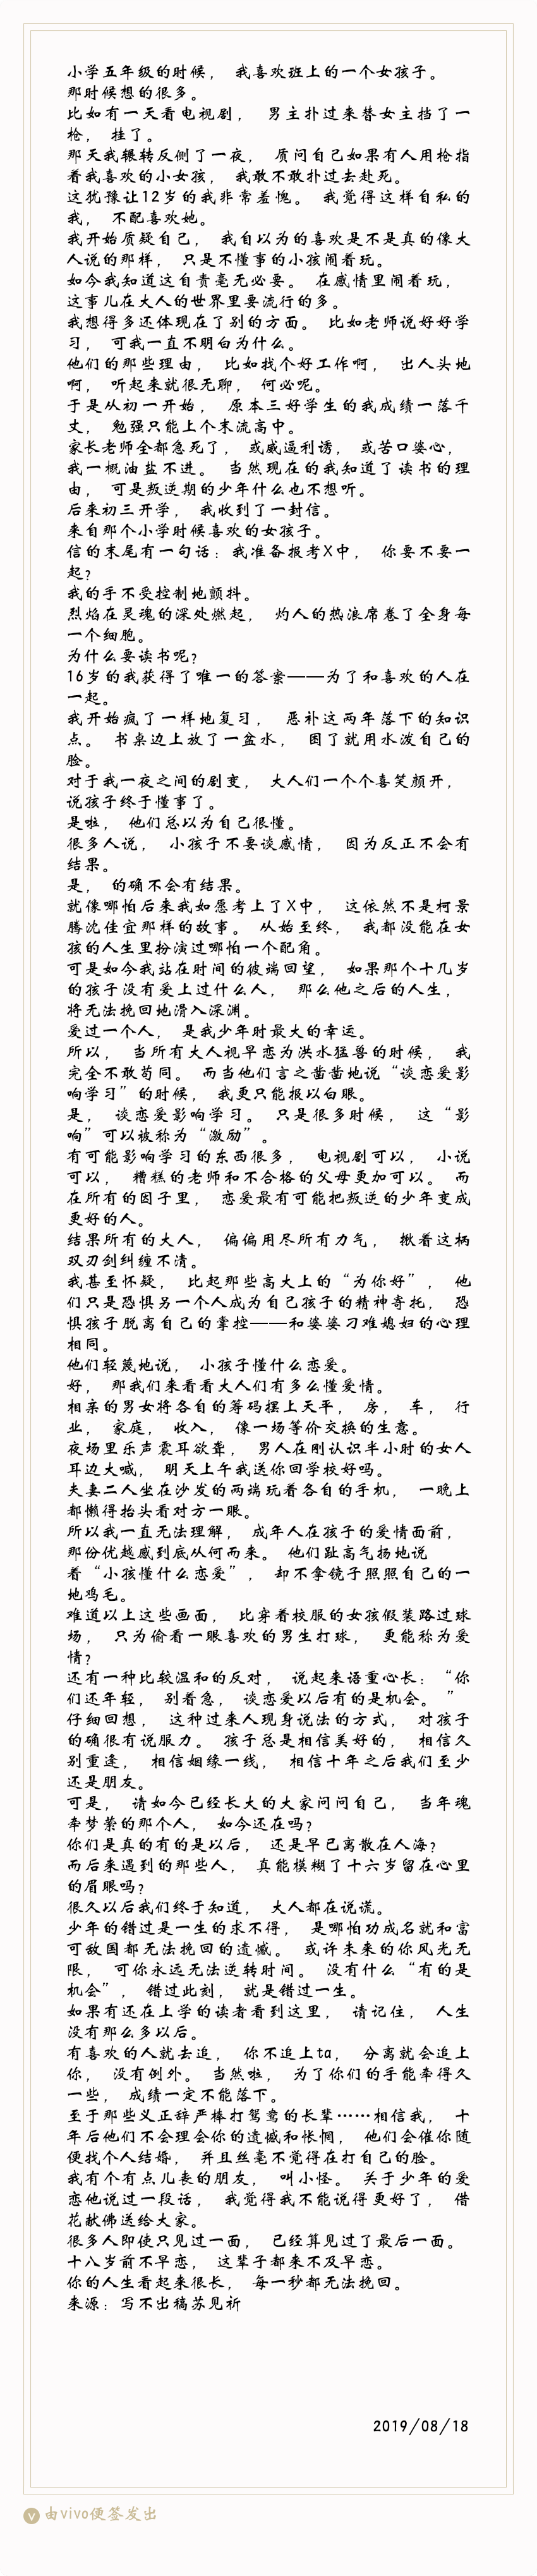 小学五年级的时候， 我喜欢班上的一个女孩子。
那时候想的很多。
比如有一天看电视剧， 男主扑过来替女主挡了一
枪， 挂了。
那天我辗转反侧了一夜， 质问自己如果有人用枪指
着我喜欢的小女孩， 我敢不敢扑过去赴死。
这犹豫让12岁的我非常羞愧。 我觉得这样自私的
我， 不配喜欢她。
我开始质疑自己， 我自以为的喜欢是不是真的像大
人说的那样， 只是不懂事的小孩闹着玩。
如今我知道这自责毫无必要。 在感情里闹着玩，
这事儿在大人的世界里要流行的多。
我想得多还体现在了别的方面。 比如老师说好好学
习， 可我一直不明白为什么。
他们的那些理由， 比如找个好工作啊， 出人头地
啊， 听起来就很无聊， 何必呢。
于是从初一开始， 原本三好学生的我成绩一落千
丈， 勉强只能上个末流高中。
家长老师全都急死了， 或威逼利诱， 或苦口婆心，
我一概油盐不进。 当然现在的我知道了读书的理
由， 可是叛逆期的少年什么也不想听。
后来初三开学， 我收到了一封信。
来自那个小学时候喜欢的女孩子。
信的末尾有一句话：我准备报考X中， 你要不要一
起？
我的手不受控制地颤抖。
烈焰在灵魂的深处燃起， 灼人的热浪席卷了全身每
一个细胞。
为什么要读书呢？
16岁的我获得了唯一的答案——为了和喜欢的人在
一起。
我开始疯了一样地复习， 恶补这两年落下的知识
点。 书桌边上放了一盆水， 困了就用水泼自己的
脸。
对于我一夜之间的剧变， 大人们一个个喜笑颜开，
说孩子终于懂事了。
是啦， 他们总以为自己很懂。
很多人说， 小孩子不要谈感情， 因为反正不会有
结果。
是， 的确不会有结果。
就像哪怕后来我如愿考上了X中， 这依然不是柯景
腾沈佳宜那样的故事。 从始至终， 我都没能在女
孩的人生里扮演过哪怕一个配角。
可是如今我站在时间的彼端回望， 如果那个十几岁
的孩子没有爱上过什么人， 那么他之后的人生，
将无法挽回地滑入深渊。
爱过一个人， 是我少年时最大的幸运。
所以， 当所有大人视早恋为洪水猛兽的时候， 我
完全不敢苟同。 而当他们言之凿凿地说“谈恋爱影
响学习”的时候， 我更只能报以白眼。
是， 谈恋爱影响学习。 只是很多时候， 这“影
响”可以被称为“激励”。
有可能影响学习的东西很多， 电视剧可以， 小说
可以， 糟糕的老师和不合格的父母更加可以。 而
在所有的因子里， 恋爱最有可能把叛逆的少年变成
更好的人。
结果所有的大人， 偏偏用尽所有力气， 揪着这柄
双刃剑纠缠不清。
我甚至怀疑， 比起那些高大上的“为你好”， 他
们只是恐惧另一个人成为自己孩子的精神寄托， 恐
惧孩子脱离自己的掌控——和婆婆刁难媳妇的心理
相同。
他们轻蔑地说， 小孩子懂什么恋爱。
好， 那我们来看看大人们有多么懂爱情。
相亲的男女将各自的筹码摆上天平， 房， 车， 行
业， 家庭， 收入， 像一场等价交换的生意。
夜场里乐声震耳欲聋， 男人在刚认识半小时的女人
耳边大喊， 明天上午我送你回学校好吗。
夫妻二人坐在沙发的两端玩着各自的手机， 一晚上
都懒得抬头看对方一眼。
所以我一直无法理解， 成年人在孩子的爱情面前，
那份优越感到底从何而来。 他们趾高气扬地说
着“小孩懂什么恋爱”， 却不拿镜子照照自己的一
地鸡毛。
难道以上这些画面， 比穿着校服的女孩假装路过球
场， 只为偷看一眼喜欢的男生打球， 更能称为爱
情？
还有一种比较温和的反对， 说起来语重心长：“你
们还年轻， 别着急， 谈恋爱以后有的是机会。 ”
仔细回想， 这种过来人现身说法的方式， 对孩子
的确很有说服力。 孩子总是相信美好的， 相信久
别重逢， 相信姻缘一线， 相信十年之后我们至少
还是朋友。
可是， 请如今已经长大的大家问问自己， 当年魂
牵梦萦的那个人， 如今还在吗？
你们是真的有的是以后， 还是早已离散在人海？
而后来遇到的那些人， 真能模糊了十六岁留在心里
的眉眼吗？
很久以后我们终于知道， 大人都在说谎。
少年的错过是一生的求不得， 是哪怕功成名就和富
可敌国都无法挽回的遗憾。 或许未来的你风光无
限， 可你永远无法逆转时间。 没有什么“有的是
机会”， 错过此刻， 就是错过一生。
如果有还在上学的读者看到这里， 请记住， 人生
没有那么多以后。
有喜欢的人就去追， 你不追上ta， 分离就会追上
你， 没有例外。 当然啦， 为了你们的手能牵得久
一些， 成绩一定不能落下。
至于那些义正辞严棒打鸳鸯的长辈……相信我， 十
年后他们不会理会你的遗憾和怅惘， 他们会催你随
便找个人结婚， 并且丝毫不觉得在打自己的脸。
我有个有点儿丧的朋友， 叫小怪。 关于少年的爱
恋他说过一段话， 我觉得我不能说得更好了， 借
花献佛送给大家。
很多人即使只见过一面， 已经算见过了最后一面。
十八岁前不早恋， 这辈子都来不及早恋。
你的人生看起来很长， 每一秒都无法挽回。
来源：写不出稿苏见祈
2019/08/18
由vivo便签发出